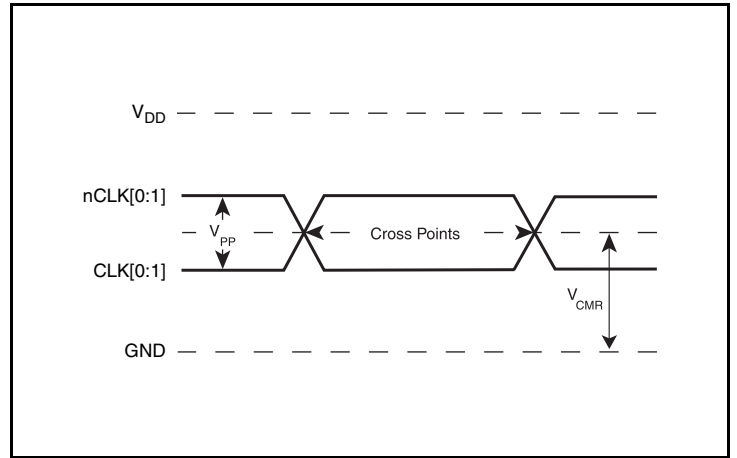 VDD
nCLK[0:1]
VPP
Cross Points
CLK[0:1]
VCMR
GND